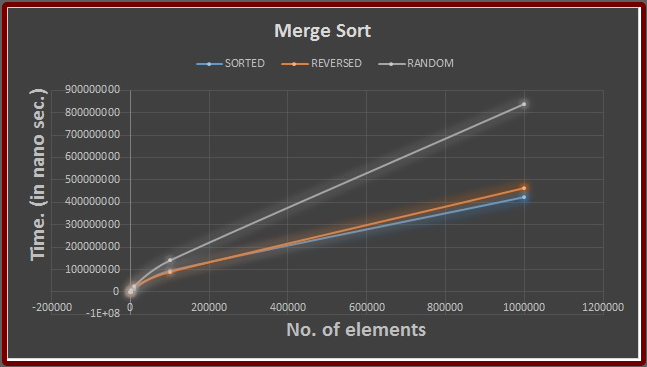 Merge Sort
SORTED REVERSED RANDOM
Time. (in nano sec.)
900000000
800000000
700000000
600000000
500000000
400000000
300000000
200000000
100000000
0
-1E+08
-200000 0 200000 400000 600000 800000 1000000 1200000
No. of elements